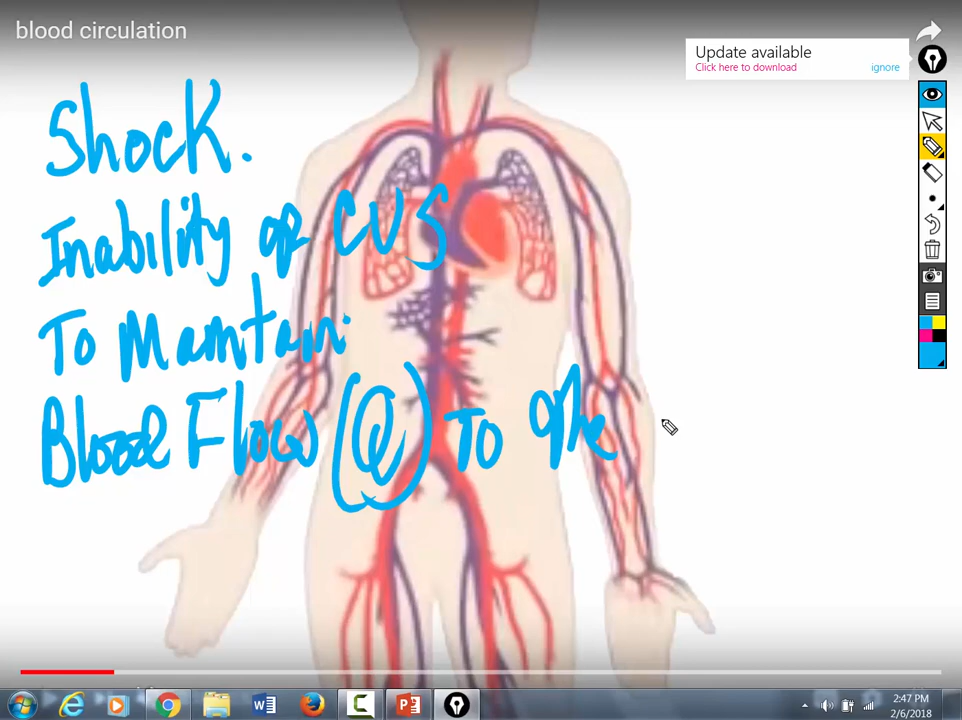 blood circulation
Update available
Click here to download
ignore
Shock.
Inability of CVS
To Maintain
Blood Flow (Q) To the
2:47 PM
2/6/2018